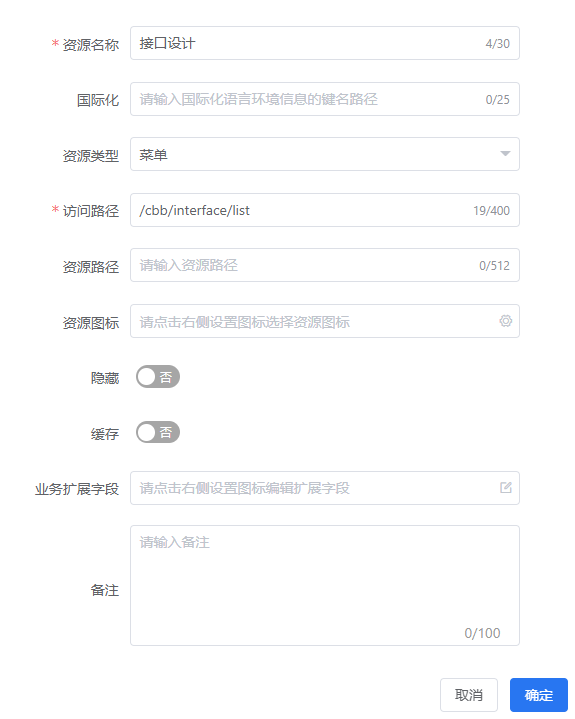 * 资源名称 接口设计 4/30
国际化 请输入国际化语言环境信息的键名路径 0/25
资源类型 菜单
* 访问路径 /cbb/interface/list 19/400
资源路径 请输入资源路径 0/512
资源图标 请点击右侧设置图标选择资源图标
隐藏 否
缓存 否
业务扩展字段 请点击右侧设置图标编辑扩展字段
备注 请输入备注
0/100
取消 确定